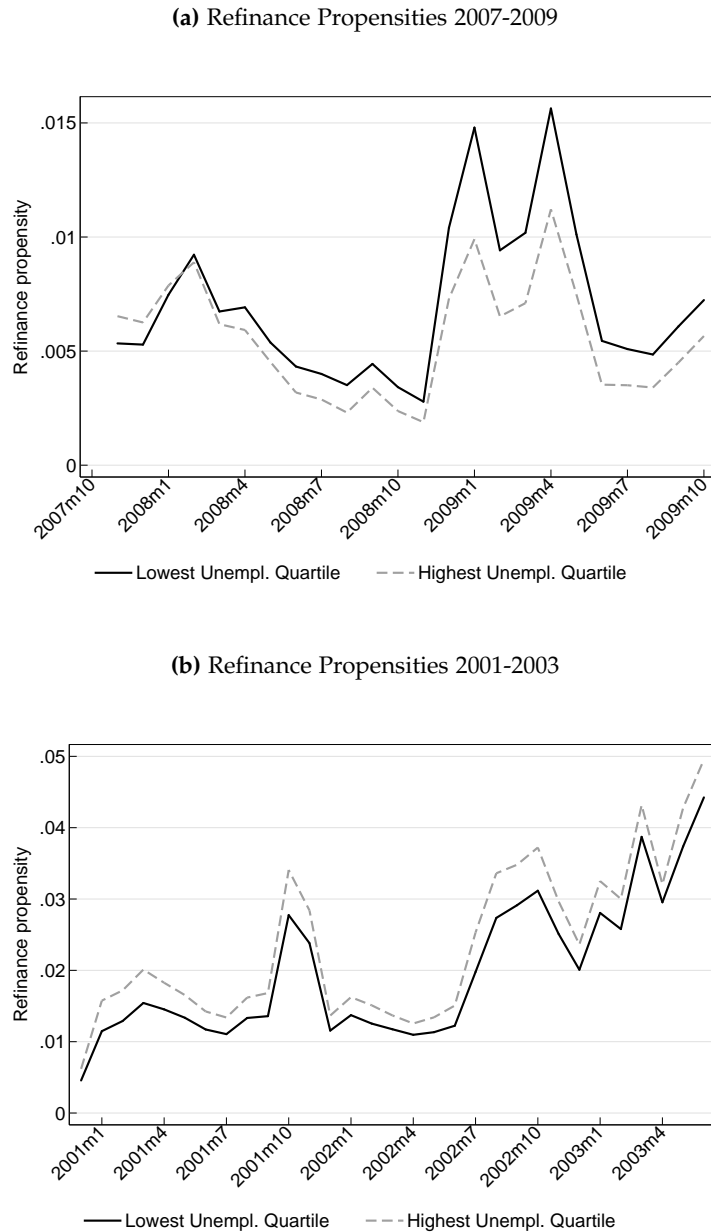 (a) Refinance Propensities 2007-2009
.015
.01
.005
0
Refinance propensity
2007m10
2008m1
2008m4
2008m7
2008m10
2009m1
2009m4
2009m7
2009m10
Lowest Unempl. Quartile
Highest Unempl. Quartile
(b) Refinance Propensities 2001-2003
.05
.04
.03
.02
.01
0
Refinance propensity
2001m1
2001m4
2001m7
2001m10
2002m1
2002m4
2002m7
2002m10
2003m1
2003m4
Lowest Unempl. Quartile
Highest Unempl. Quartile